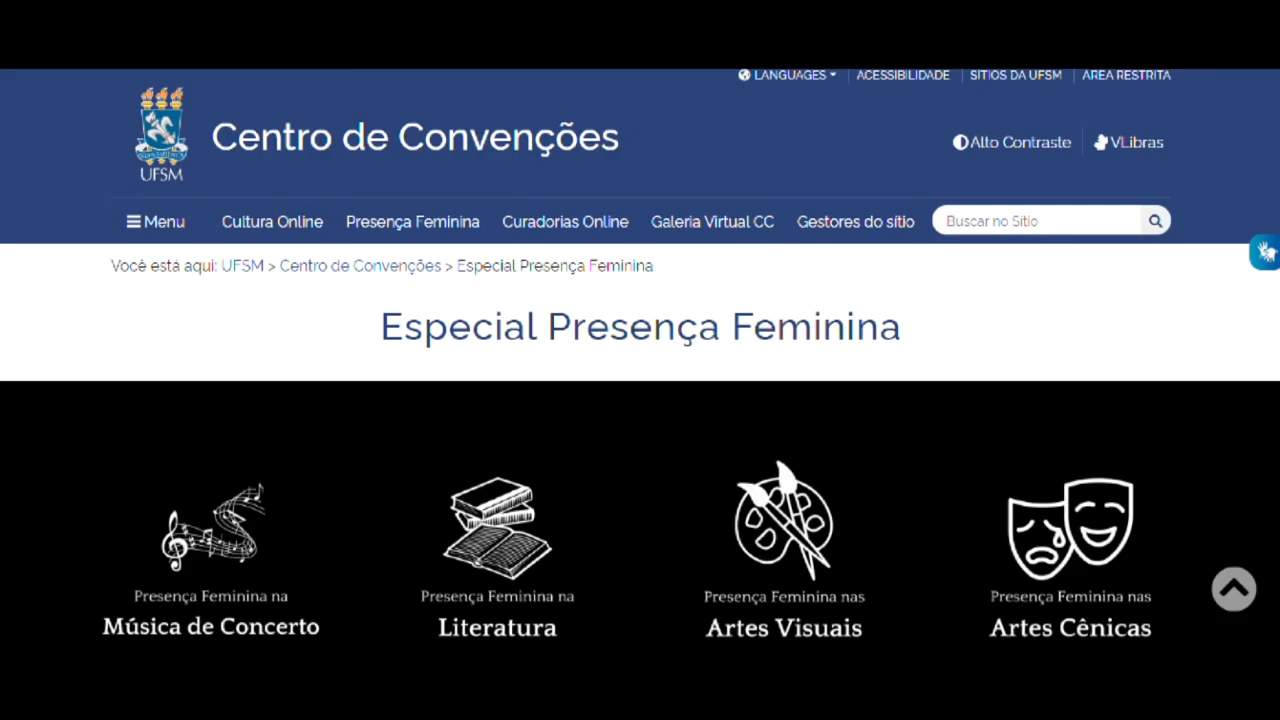 LANGUAGES ACESSIBILIDADE SÍTIOS DA UFSM ÁREA RESTRITA
UFSM
Centro de Convenções
Alto Contraste VLibras
Menu Cultura Online Presença Feminina Curadorias Online Galeria Virtual CC Gestores do sítio Buscar no Sítio
Você está aqui: UFSM > Centro de Convenções > Especial Presença Feminina
Especial Presença Feminina
Presença Feminina na
Música de Concerto
Presença Feminina na
Literatura
Presença Feminina nas
Artes Visuais
Presença Feminina nas
Artes Cênicas